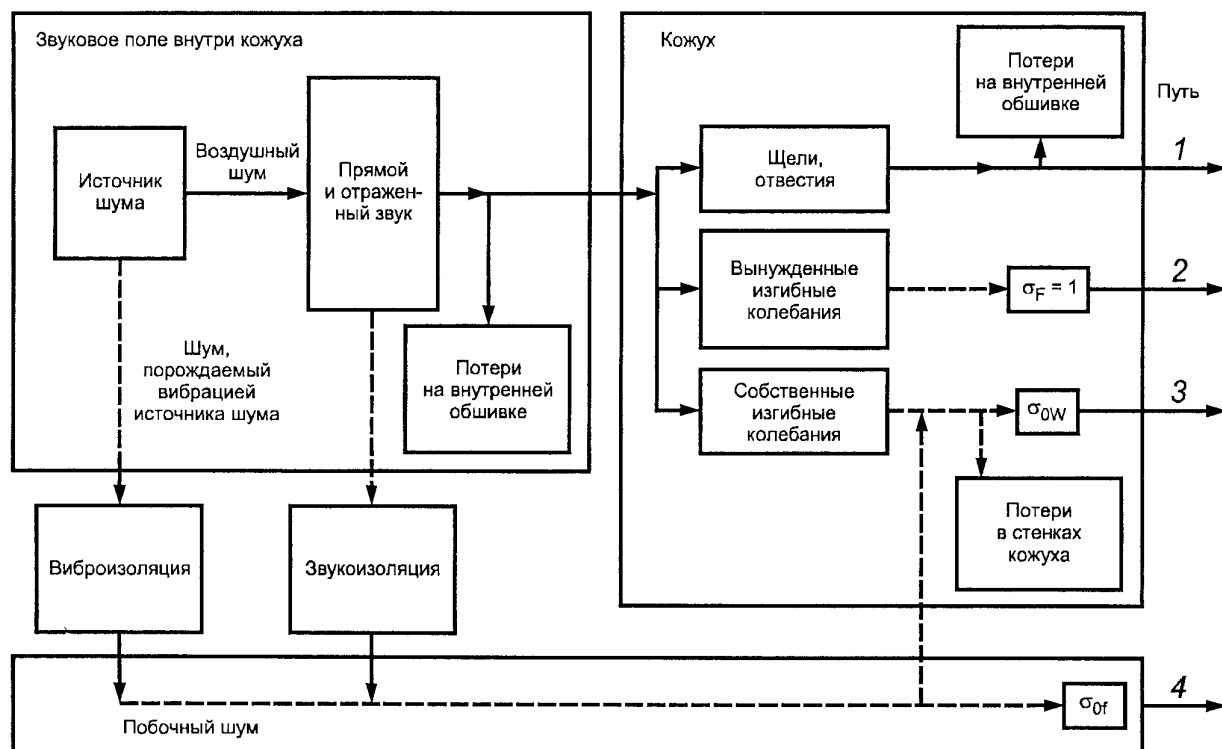 Звуковое поле внутри кожуха
Источник
шума
Воздушный
шум
Прямой
и отражен-
ный звук
Шум,
порождаемый
вибрацией
источника шума
Потери
на внутренней
обшивке
Кожух
Потери
на внутренней
обшивке
Путь
Щели,
отвестия
1
Вынужденные
изгибные
колебания
σF = 1
2
Собственные
изгибные
колебания
σ0W
3
Потери
в стенках
кожуха
Виброизоляция
Звукоизоляция
Побочный шум
σ0f
4